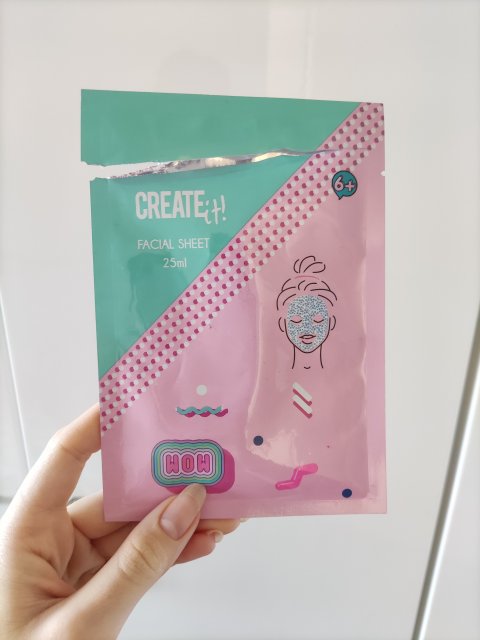 CREATE it!
6+
FACIAL SHEET
25ml
WOW